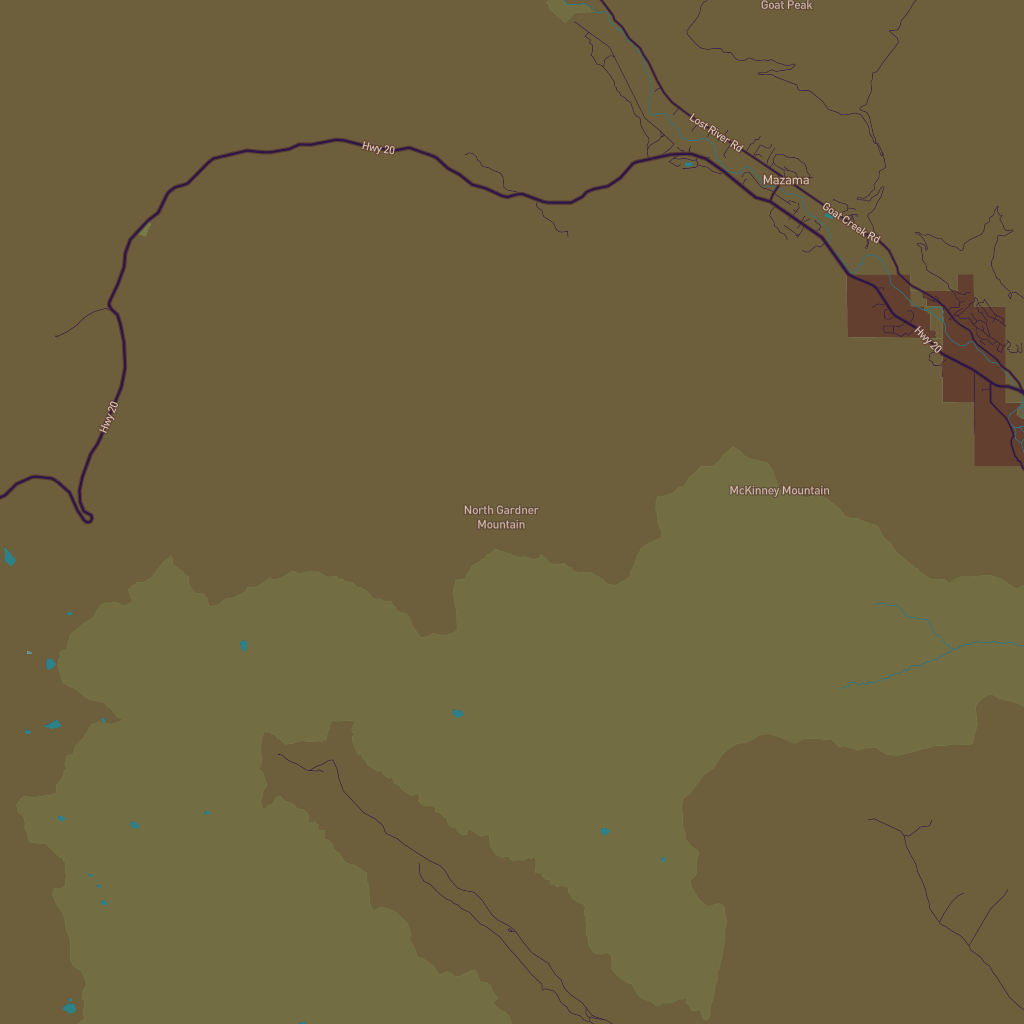 Goat Peak
Lost River Rd
Hwy 20
Mazama
Goat Creek Rd
Hwy 20
Hwy 20
McKinney Mountain
North Gardner
Mountain